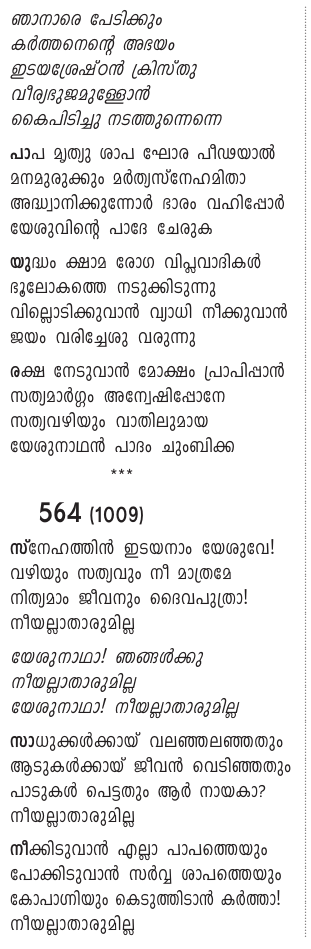 ഞാനാരെ പേടിക്കും
കർത്തനെന്റെ അഭയം
ഇടയശ്രേഷ്ഠൻ ക്രിസ്തു
വീര്യഭുജമുള്ളോൻ
കൈപിടിച്ചു നടത്തുന്നെന്നെ
പാപ മൃത്യു ശാപ ഘോര പീഢയാൽ
മനമുരുക്കും മർത്യസ്നേഹമിതാ
അദ്ധ്വാനിക്കുന്നോർ ഭാരം വഹിപ്പോർ
യേശുവിന്റെ പാദേ ചേരുക
യുദ്ധം ക്ഷാമ രോഗ വിപ്ലവാദികൾ
ഭൂലോകത്തെ നടുക്കിടുന്നു
വില്ലൊടിക്കുവാൻ വ്യാധി നീക്കുവാൻ
ജയം വരിച്ചേശു വരുന്നു
രക്ഷ നേടുവാൻ മോക്ഷം പ്രാപിപ്പാൻ
സത്യമാർഗ്ഗം അന്വേഷിപ്പോനേ
സത്യവഴിയും വാതിലുമായ
യേശുനാഥൻ പാദം ചുംബിക്ക
***
564 (1009)
സ്നേഹത്തിൻ ഇടയനാം യേശുവേ!
വഴിയും സത്യവും നീ മാത്രമേ
നിത്യമാം ജീവനും ദൈവപുത്രാ!
നീയല്ലാതാരുമില്ല
യേശുനാഥാ! ഞങ്ങൾക്കു
നീയല്ലാതാരുമില്ല
യേശുനാഥാ! നീയല്ലാതാരുമില്ല
സാധുക്കൾക്കായ് വലഞ്ഞലഞ്ഞതും
ആടുകൾക്കായ് ജീവൻ വെടിഞ്ഞതും
പാടുകൾ പെട്ടതും ആർ നായകാ?
നീയല്ലാതാരുമില്ല
നീക്കിടുവാൻ എല്ലാ പാപത്തെയും
പോക്കിടുവാൻ സർവ്വ ശാപത്തെയും
കോപാഗ്നിയും കെടുത്തിടാൻ കർത്താ!
നീയല്ലാതാരുമില്ല